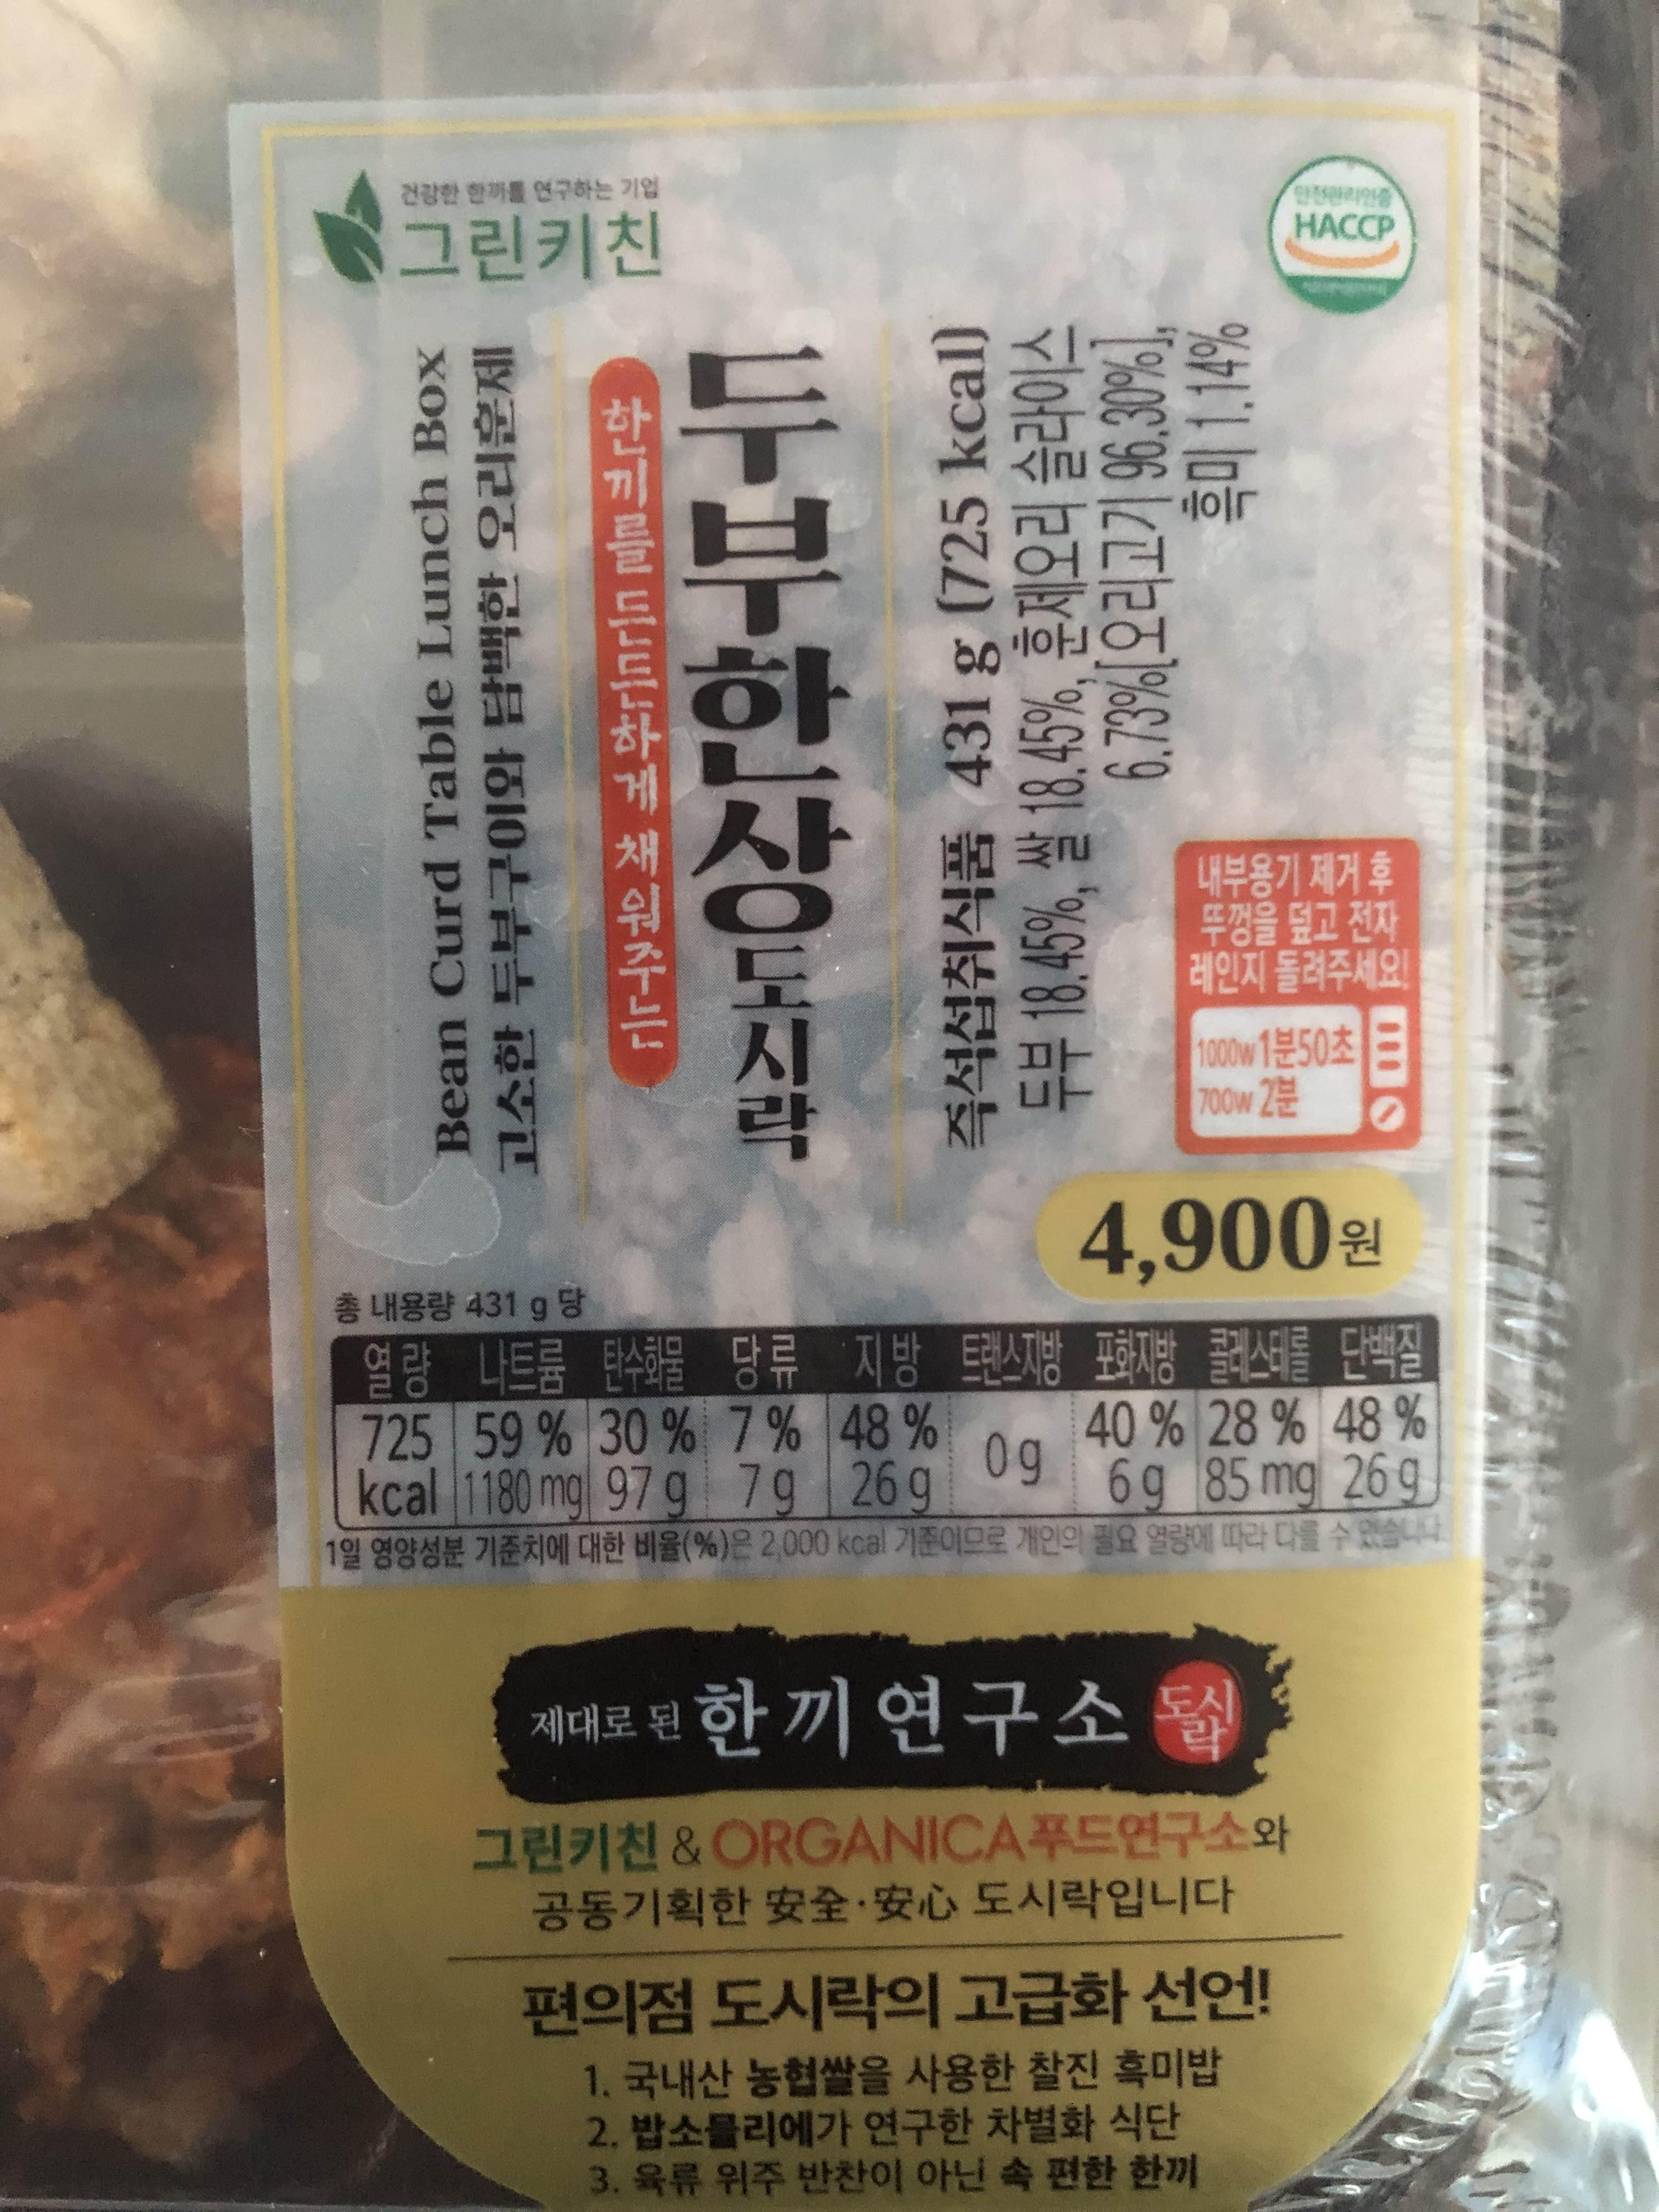 건강한 한끼를 연구하는 기업
그린키친
안전관리인증
HACCP
Bean Curd Table Lunch Box
고소한 두부구이와 담백한 오리훈제
한끼를 든든하게 채워주는
두부한상도시락
즉석섭취식품 431 g (725 kcal)
두부 18.45%, 쌀 18.45%, 훈제오리 슬라이스
6.73%[오리고기 96.30%],
흑미 1.14%
내부용기 제거 후
뚜껑을 덮고 전자
레인지 돌려주세요!
1000w 1분50초
700w 2분
4,900원
총 내용량 431 g 당
열량 나트륨 탄수화물 당류 지방 트랜스지방 포화지방 콜레스테롤 단백질
725 59 % 30 % 7 % 48 % 0 g 40 % 28 % 48 %
kcal 1180 mg 97 g 7 g 26 g 6 g 85 mg 26 g
1일 영양성분 기준치에 대한 비율(%)은 2,000 kcal 기준이므로 개인의 필요 열량에 따라 다를 수 있습니다.
제대로 된 한끼연구소 도시락
그린키친 & ORGANICA푸드연구소와
공동기획한 安全·安心 도시락입니다
편의점 도시락의 고급화 선언!
1. 국내산 농협쌀을 사용한 찰진 흑미밥
2. 밥소믈리에가 연구한 차별화 식단
3. 육류 위주 반찬이 아닌 속 편한 한끼